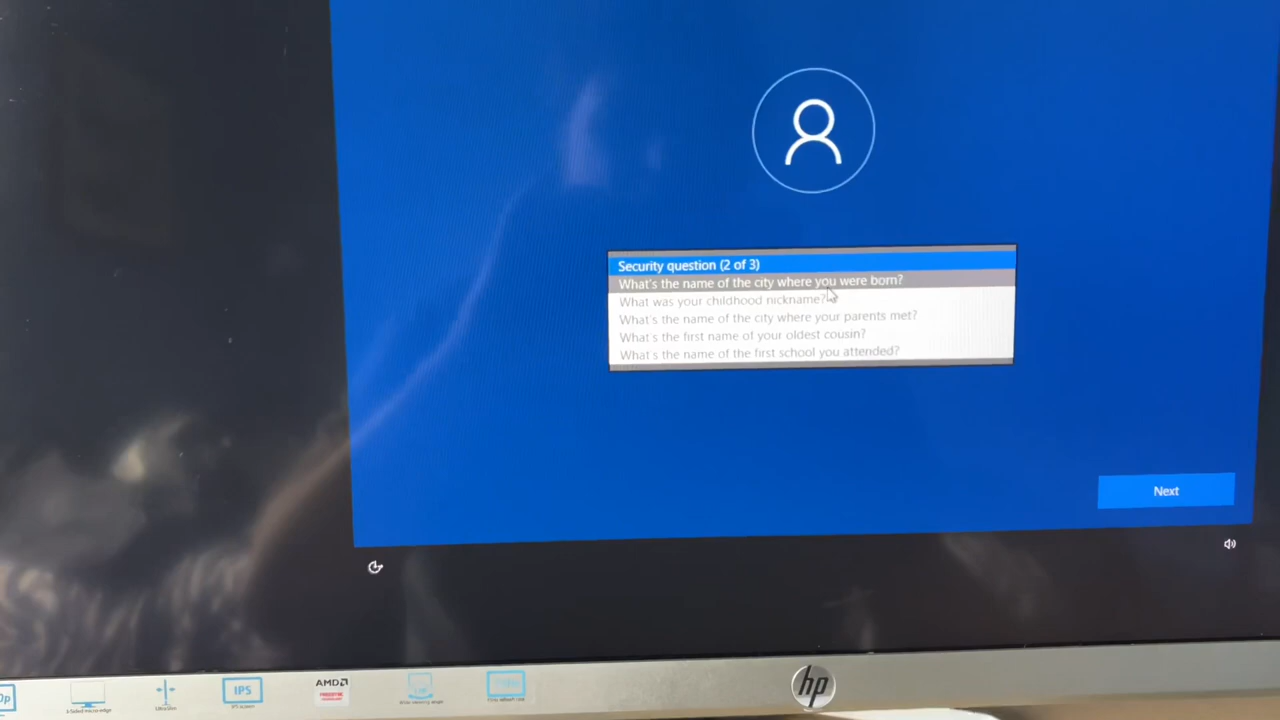 Security question (2 of 3)
What's the name of the city where you were born?
What was your childhood nickname?
What's the name of the city where your parents met?
What's the first name of your oldest cousin?
What's the name of the first school you attended?
Next
AMD
IPS
hp